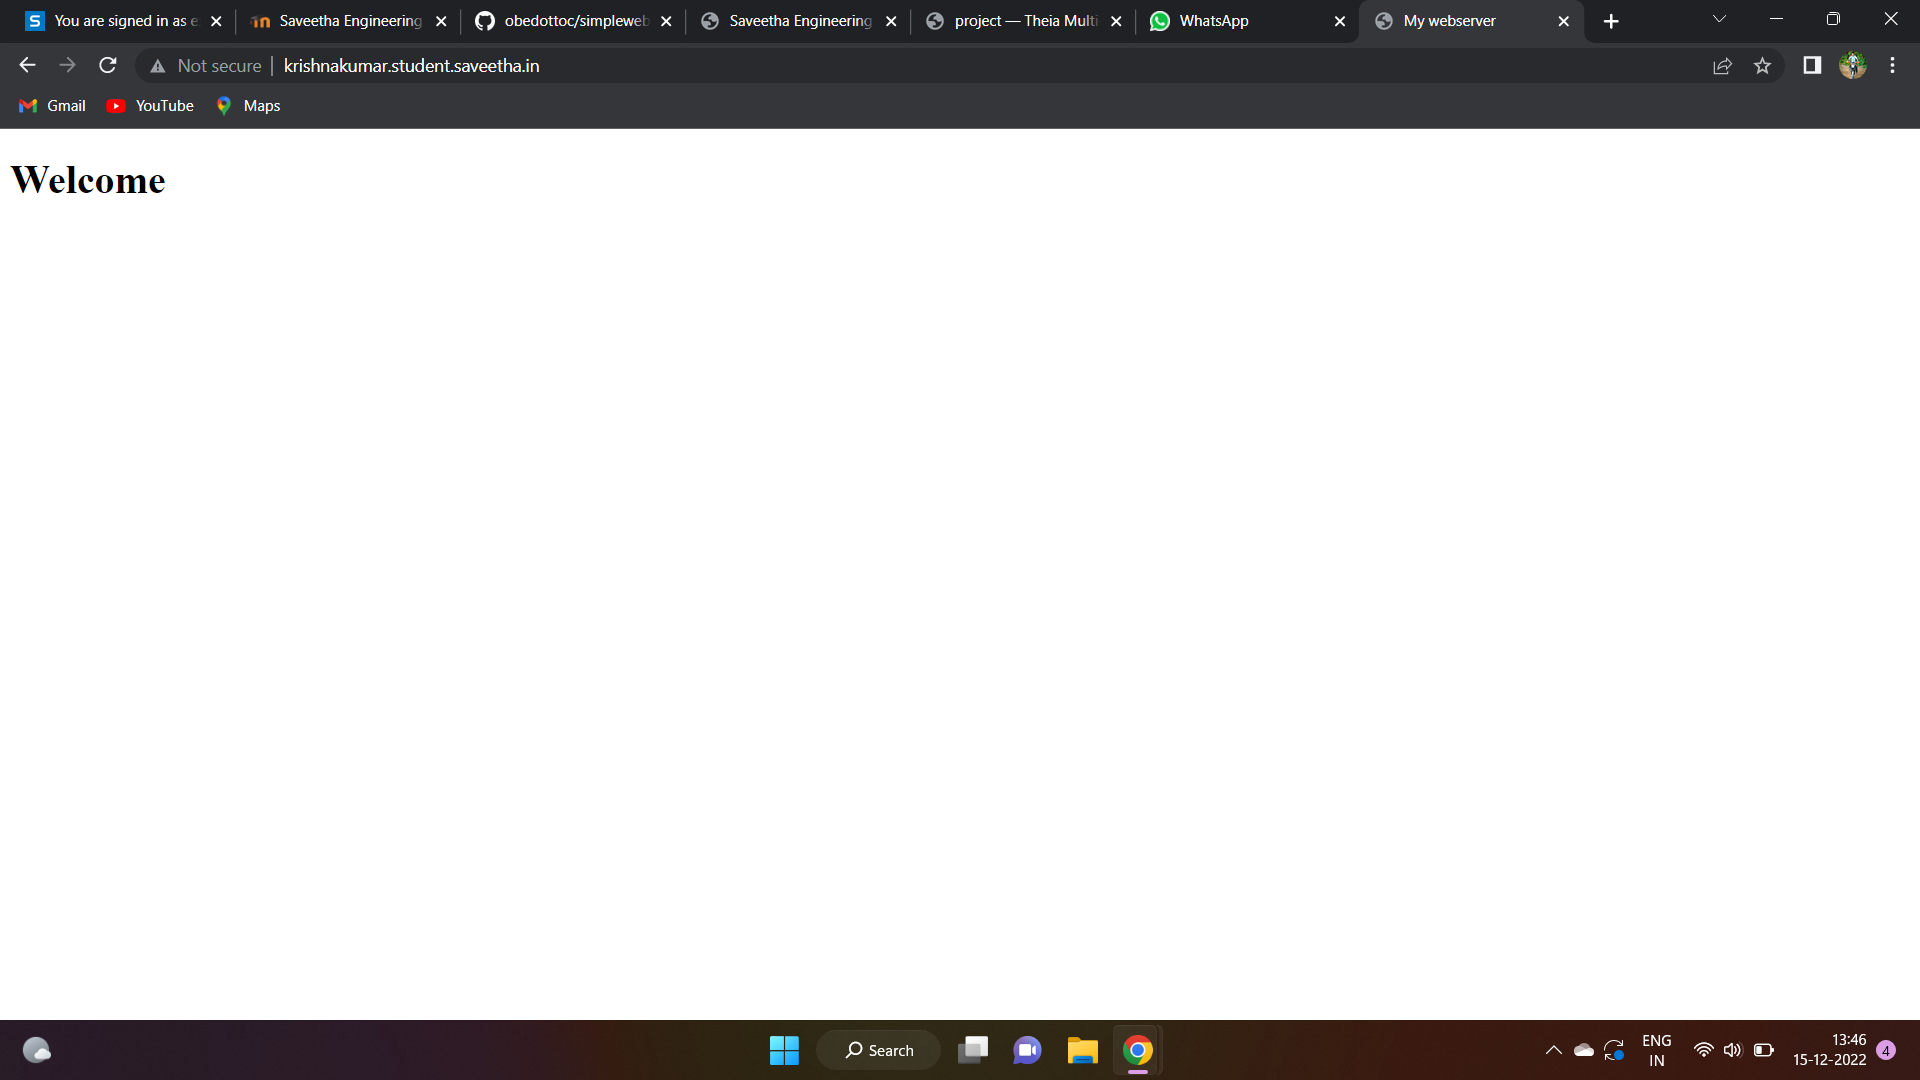 You are signed in as e
Saveetha Engineering
obedottoc/simpleweb
Saveetha Engineering
project — Theia Multi
WhatsApp
My webserver
Not secure
krishnakumar.student.saveetha.in
Gmail
YouTube
Maps
Welcome
Search
ENG
IN
13:46
15-12-2022
4